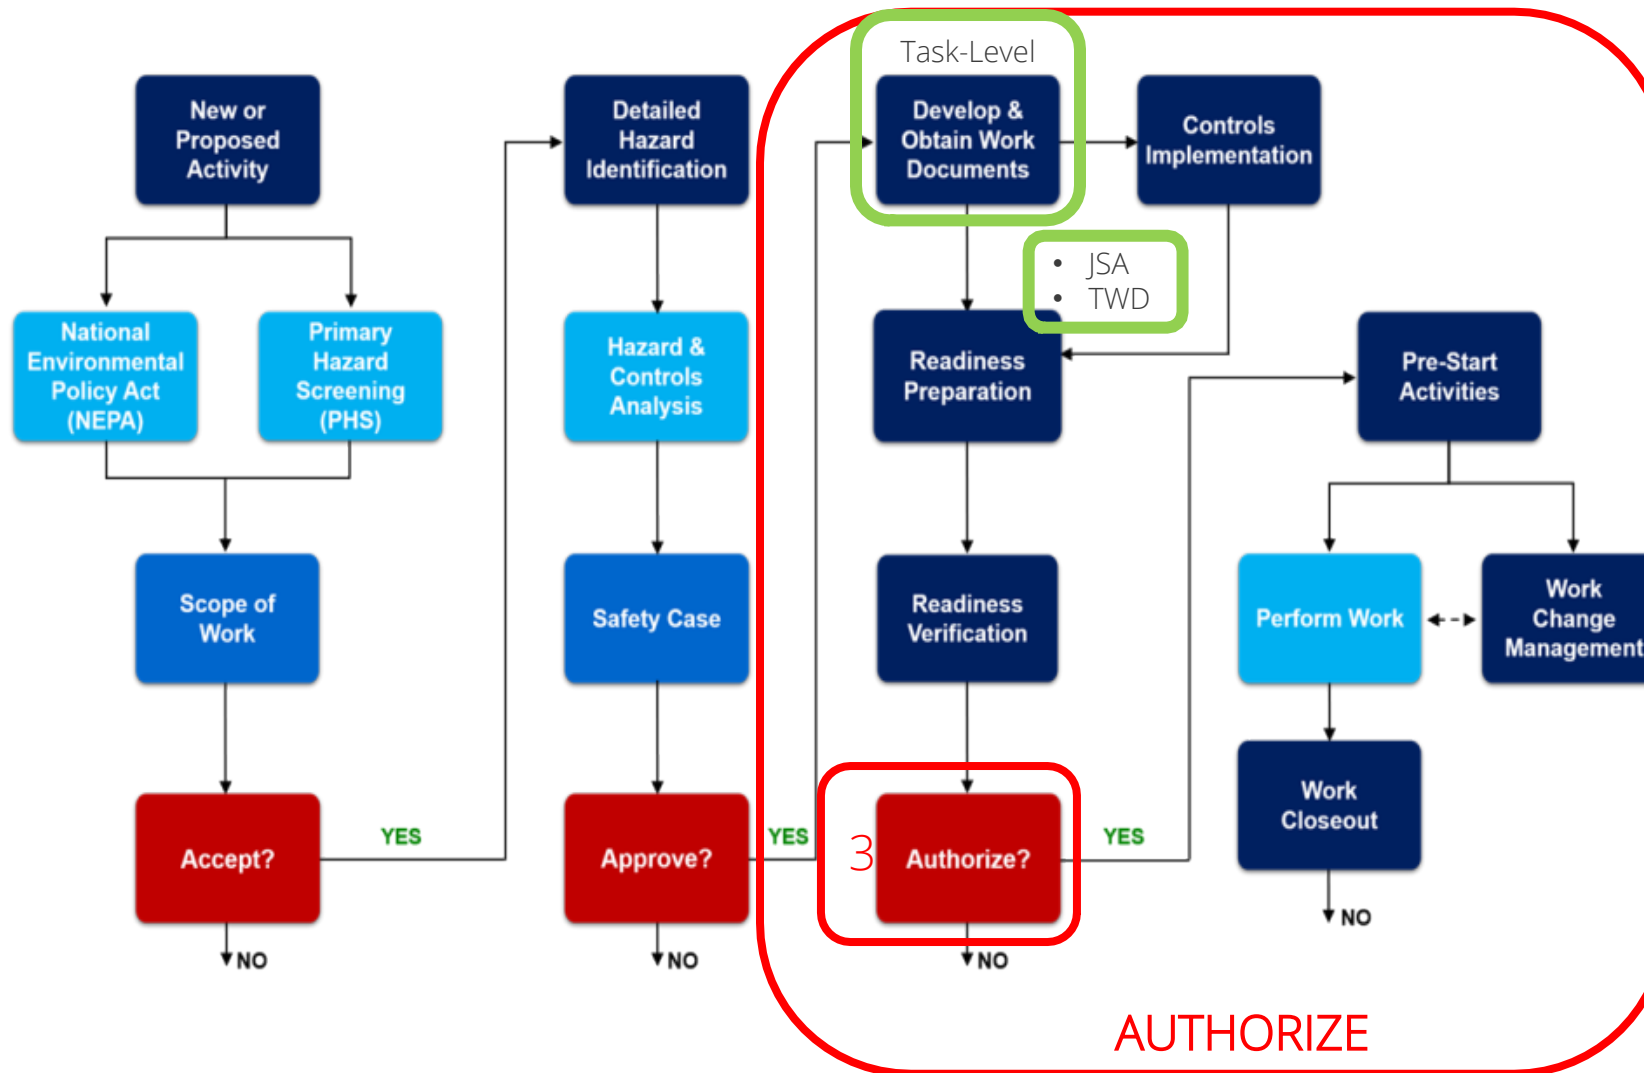 New or
Proposed
Activity
National
Environmental
Policy Act
(NEPA)
Primary
Hazard
Screening
(PHS)
Scope of
Work
Accept?
YES
NO
Detailed
Hazard
Identification
Hazard &
Controls
Analysis
Safety Case
Approve?
YES
NO
Task-Level
Develop &
Obtain Work
Documents
Controls
Implementation
• JSA
• TWD
Readiness
Preparation
Readiness
Verification
3
Authorize?
YES
NO
Pre-Start
Activities
Perform Work
Work
Change
Management
Work
Closeout
NO
AUTHORIZE